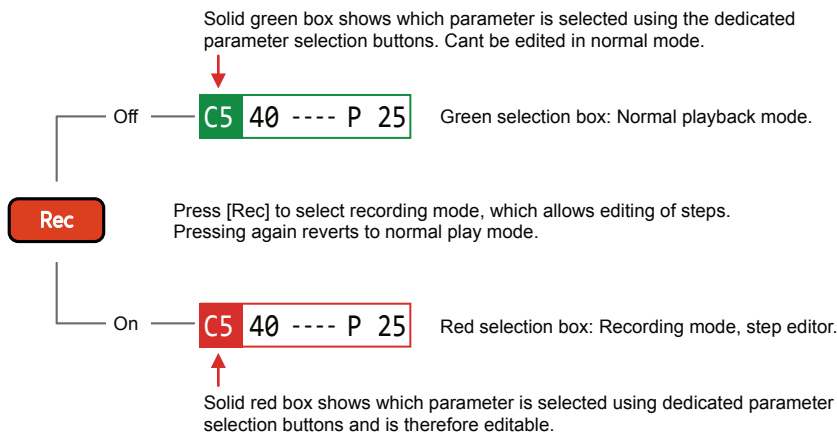 Solid green box shows which parameter is selected using the dedicated
parameter selection buttons. Cant be edited in normal mode.
Off
C5 40 ---- P 25
Green selection box: Normal playback mode.
Rec
Press [Rec] to select recording mode, which allows editing of steps.
Pressing again reverts to normal play mode.
On
C5 40 ---- P 25
Red selection box: Recording mode, step editor.
Solid red box shows which parameter is selected using dedicated parameter
selection buttons and is therefore editable.